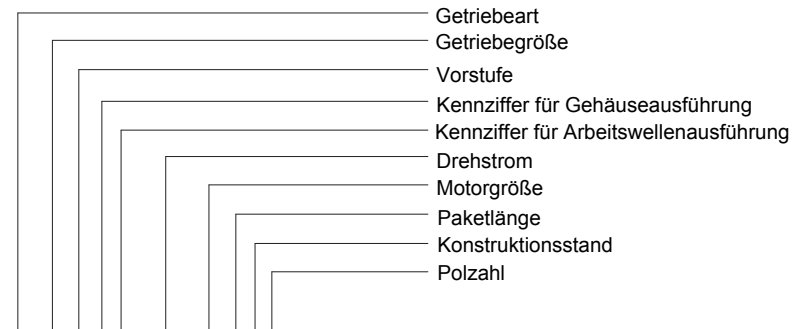 Getriebeart
Getriebegröße
Vorstufe
Kennziffer für Gehäuseausführung
Kennziffer für Arbeitswellenausführung
Drehstrom
Motorgröße
Paketlänge
Konstruktionsstand
Polzahl